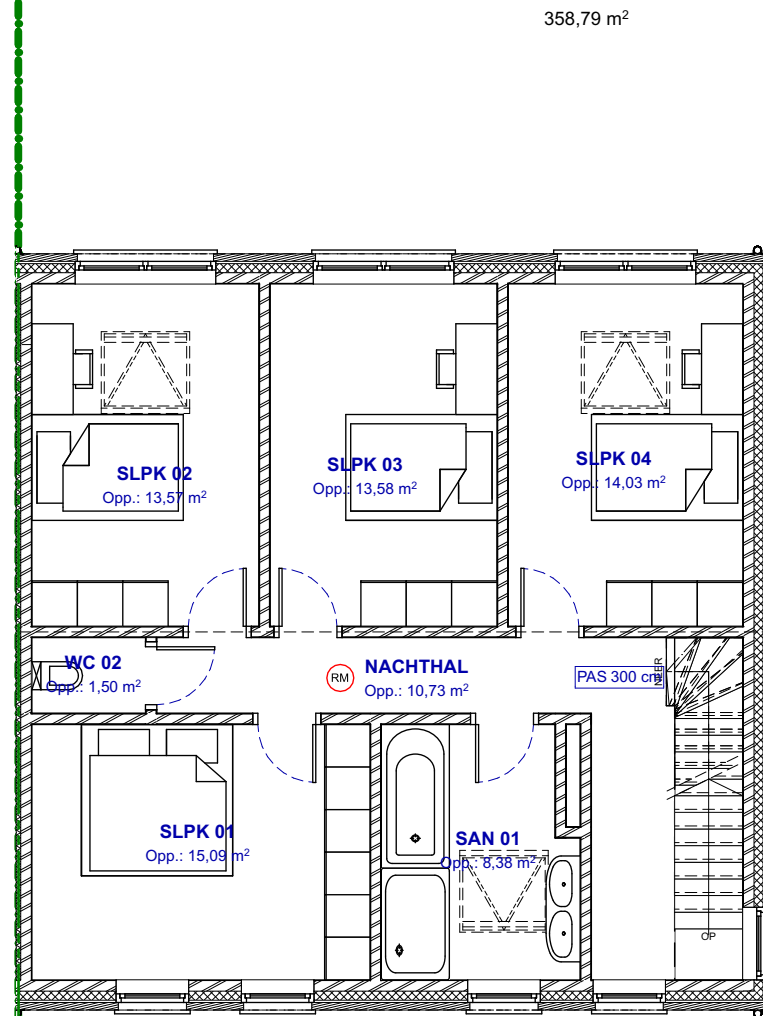 358,79 m²
SLPK 02
Opp.: 13,57 m²
SLPK 03
Opp.: 13,58 m²
SLPK 04
Opp.: 14,03 m²
WC 02
Opp.: 1,50 m²
RM
NACHTHAL
Opp.: 10,73 m²
PAS 300 cm
NEER
SLPK 01
Opp.: 15,09 m²
SAN 01
Opp.: 8,38 m²
OP